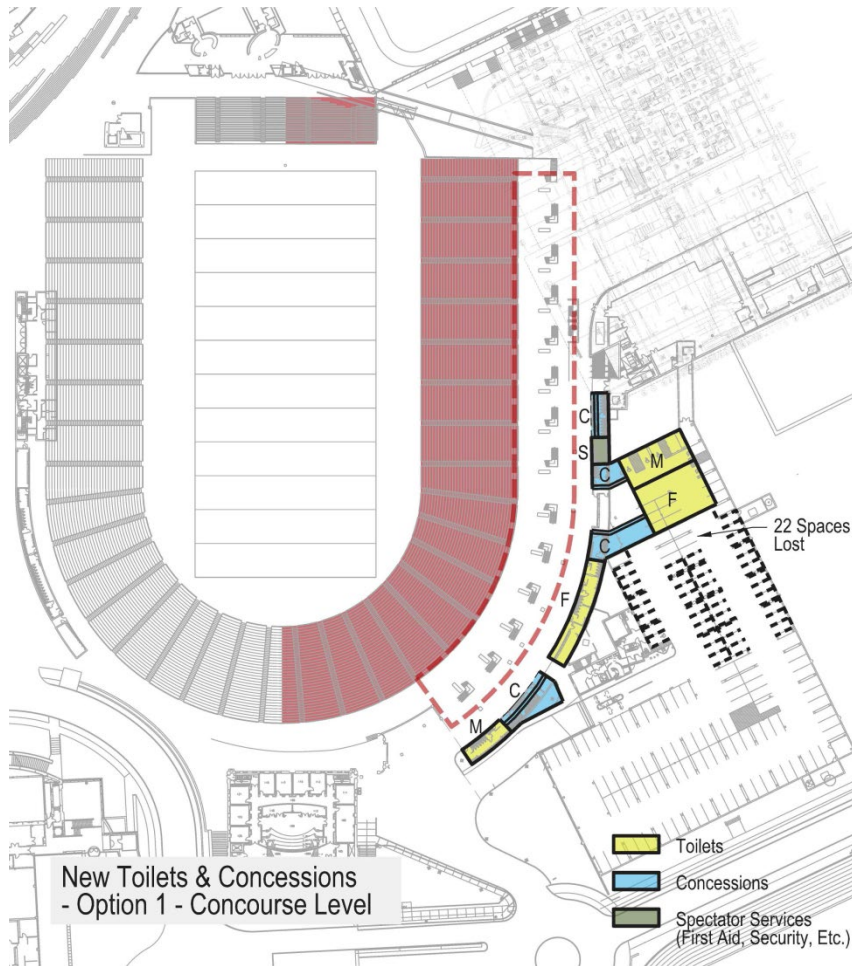 C
S
C
M
F
C
22 Spaces
Lost
F
C
M
Toilets
Concessions
Spectator Services
(First Aid, Security, Etc.)
New Toilets & Concessions
- Option 1 - Concourse Level